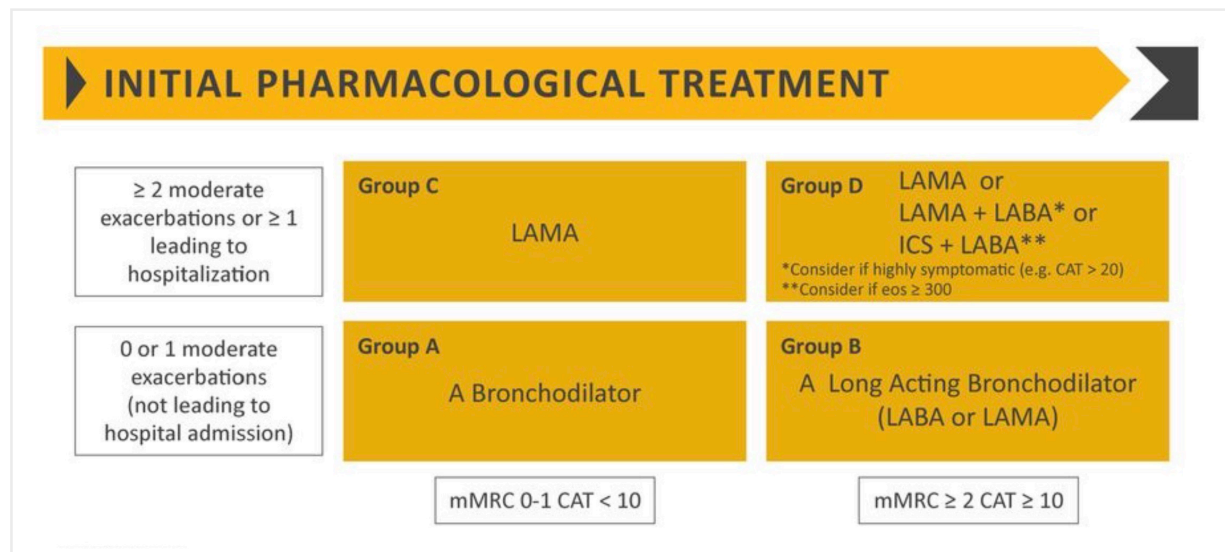 INITIAL PHARMACOLOGICAL TREATMENT
≥ 2 moderate
exacerbations or ≥ 1
leading to
hospitalization
Group C
LAMA
Group D
LAMA or
LAMA + LABA* or
ICS + LABA**
*Consider if highly symptomatic (e.g. CAT > 20)
**Consider if eos ≥ 300
0 or 1 moderate
exacerbations
(not leading to
hospital admission)
Group A
A Bronchodilator
Group B
A Long Acting Bronchodilator
(LABA or LAMA)
mMRC 0-1 CAT < 10
mMRC ≥ 2 CAT ≥ 10